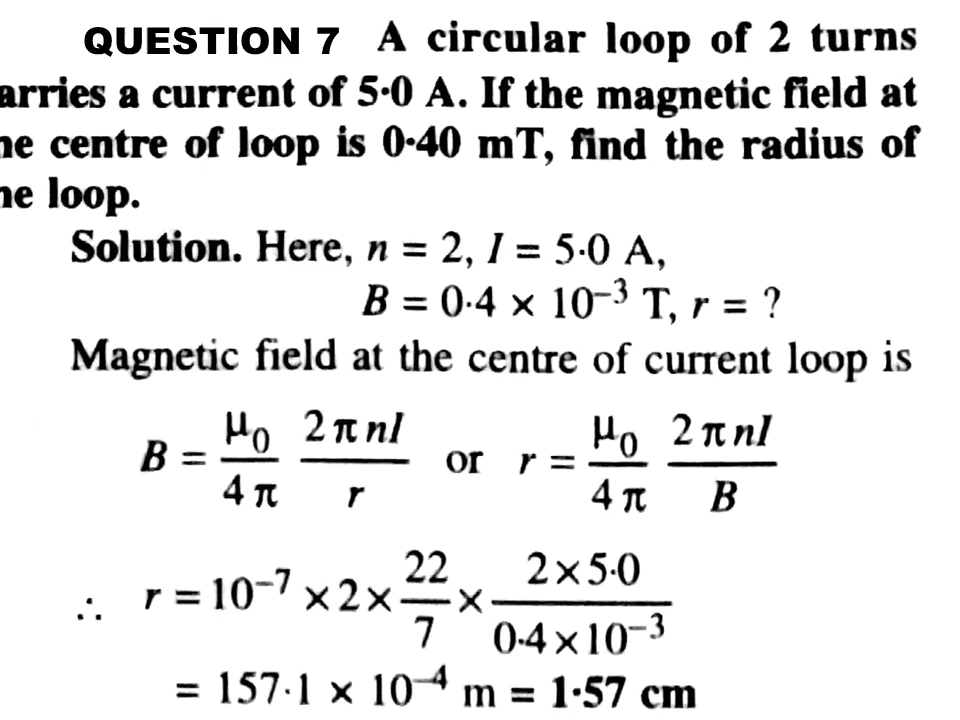 QUESTION 7 A circular loop of 2 turns
arries a current of 5·0 A. If the magnetic field at
he centre of loop is 0·40 mT, find the radius of
he loop.
Solution. Here, n = 2, I = 5·0 A,
B = 0·4 × 10⁻³ T, r = ?
Magnetic field at the centre of current loop is
B = μ₀/4π 2πnI/r or r = μ₀/4π 2πnI/B
∴ r = 10⁻⁷ × 2 × 22/7 × 2×5·0/0·4×10⁻³
= 157·1 × 10⁻⁴ m = 1·57 cm